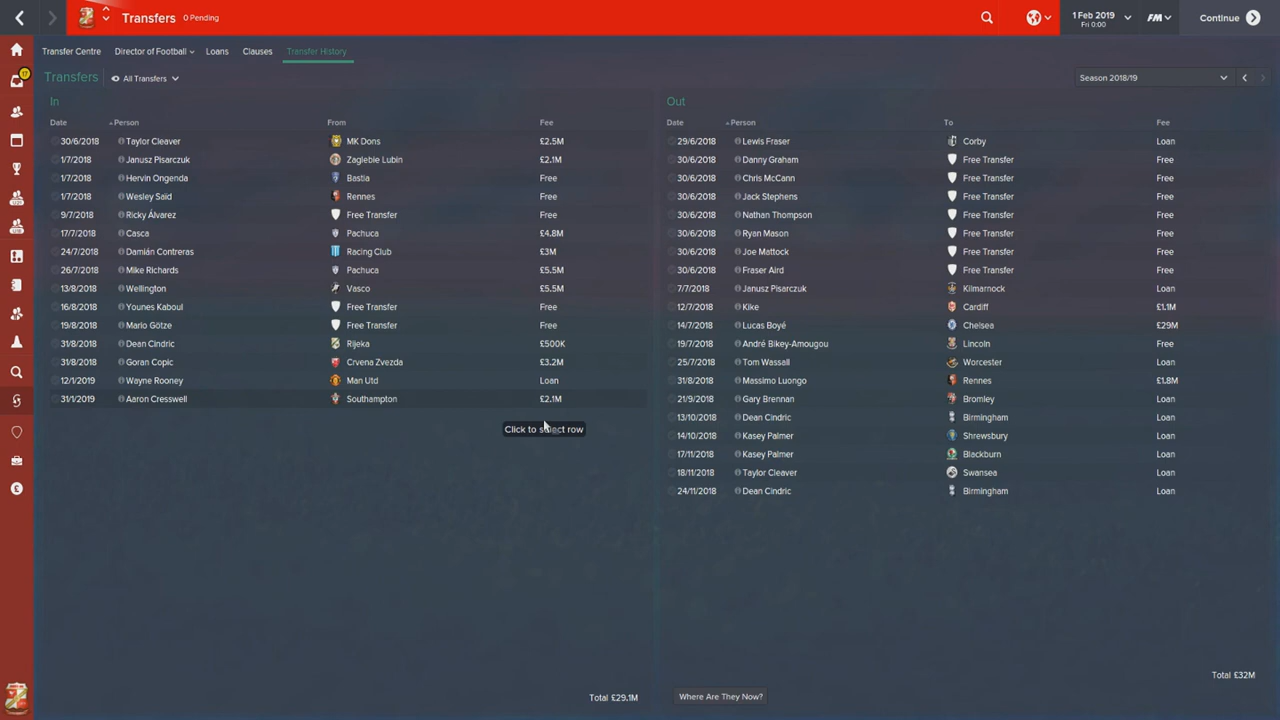 Transfers 0 Pending
1 Feb 2019
Fri 0:00
FM
Continue
17
Transfer Centre Director of Football Loans Clauses Transfer History
Transfers All Transfers
Season 2018/19
In
Date Person From Fee
30/6/2018 Taylor Cleaver MK Dons £2.5M
1/7/2018 Janusz Pisarczuk Zaglebie Lubin £2.1M
1/7/2018 Hervin Ongenda Bastia Free
1/7/2018 Wesley Saïd Rennes Free
9/7/2018 Ricky Álvarez Free Transfer Free
17/7/2018 Casca Pachuca £4.8M
24/7/2018 Damián Contreras Racing Club £3M
26/7/2018 Mike Richards Pachuca £5.5M
13/8/2018 Wellington Vasco £5.5M
16/8/2018 Younes Kaboul Free Transfer Free
19/8/2018 Mario Götze Free Transfer Free
31/8/2018 Dean Cindric Rijeka £500K
31/8/2018 Goran Copic Crvena Zvezda £3.2M
12/1/2019 Wayne Rooney Man Utd Loan
31/1/2019 Aaron Cresswell Southampton £2.1M
Click to select row
Total £29.1M
Out
Date Person To Fee
29/6/2018 Lewis Fraser Corby Loan
30/6/2018 Danny Graham Free Transfer Free
30/6/2018 Chris McCann Free Transfer Free
30/6/2018 Jack Stephens Free Transfer Free
30/6/2018 Nathan Thompson Free Transfer Free
30/6/2018 Ryan Mason Free Transfer Free
30/6/2018 Joe Mattock Free Transfer Free
30/6/2018 Fraser Aird Free Transfer Free
7/7/2018 Janusz Pisarczuk Kilmarnock Loan
12/7/2018 Kike Cardiff £1.1M
14/7/2018 Lucas Boyé Chelsea £29M
19/7/2018 André Bikey-Amougou Lincoln Free
25/7/2018 Tom Wassall Worcester Loan
31/8/2018 Massimo Luongo Rennes £1.8M
21/9/2018 Gary Brennan Bromley Loan
13/10/2018 Dean Cindric Birmingham Loan
14/10/2018 Kasey Palmer Shrewsbury Loan
17/11/2018 Kasey Palmer Blackburn Loan
18/11/2018 Taylor Cleaver Swansea Loan
24/11/2018 Dean Cindric Birmingham Loan
Total £32M
Where Are They Now?